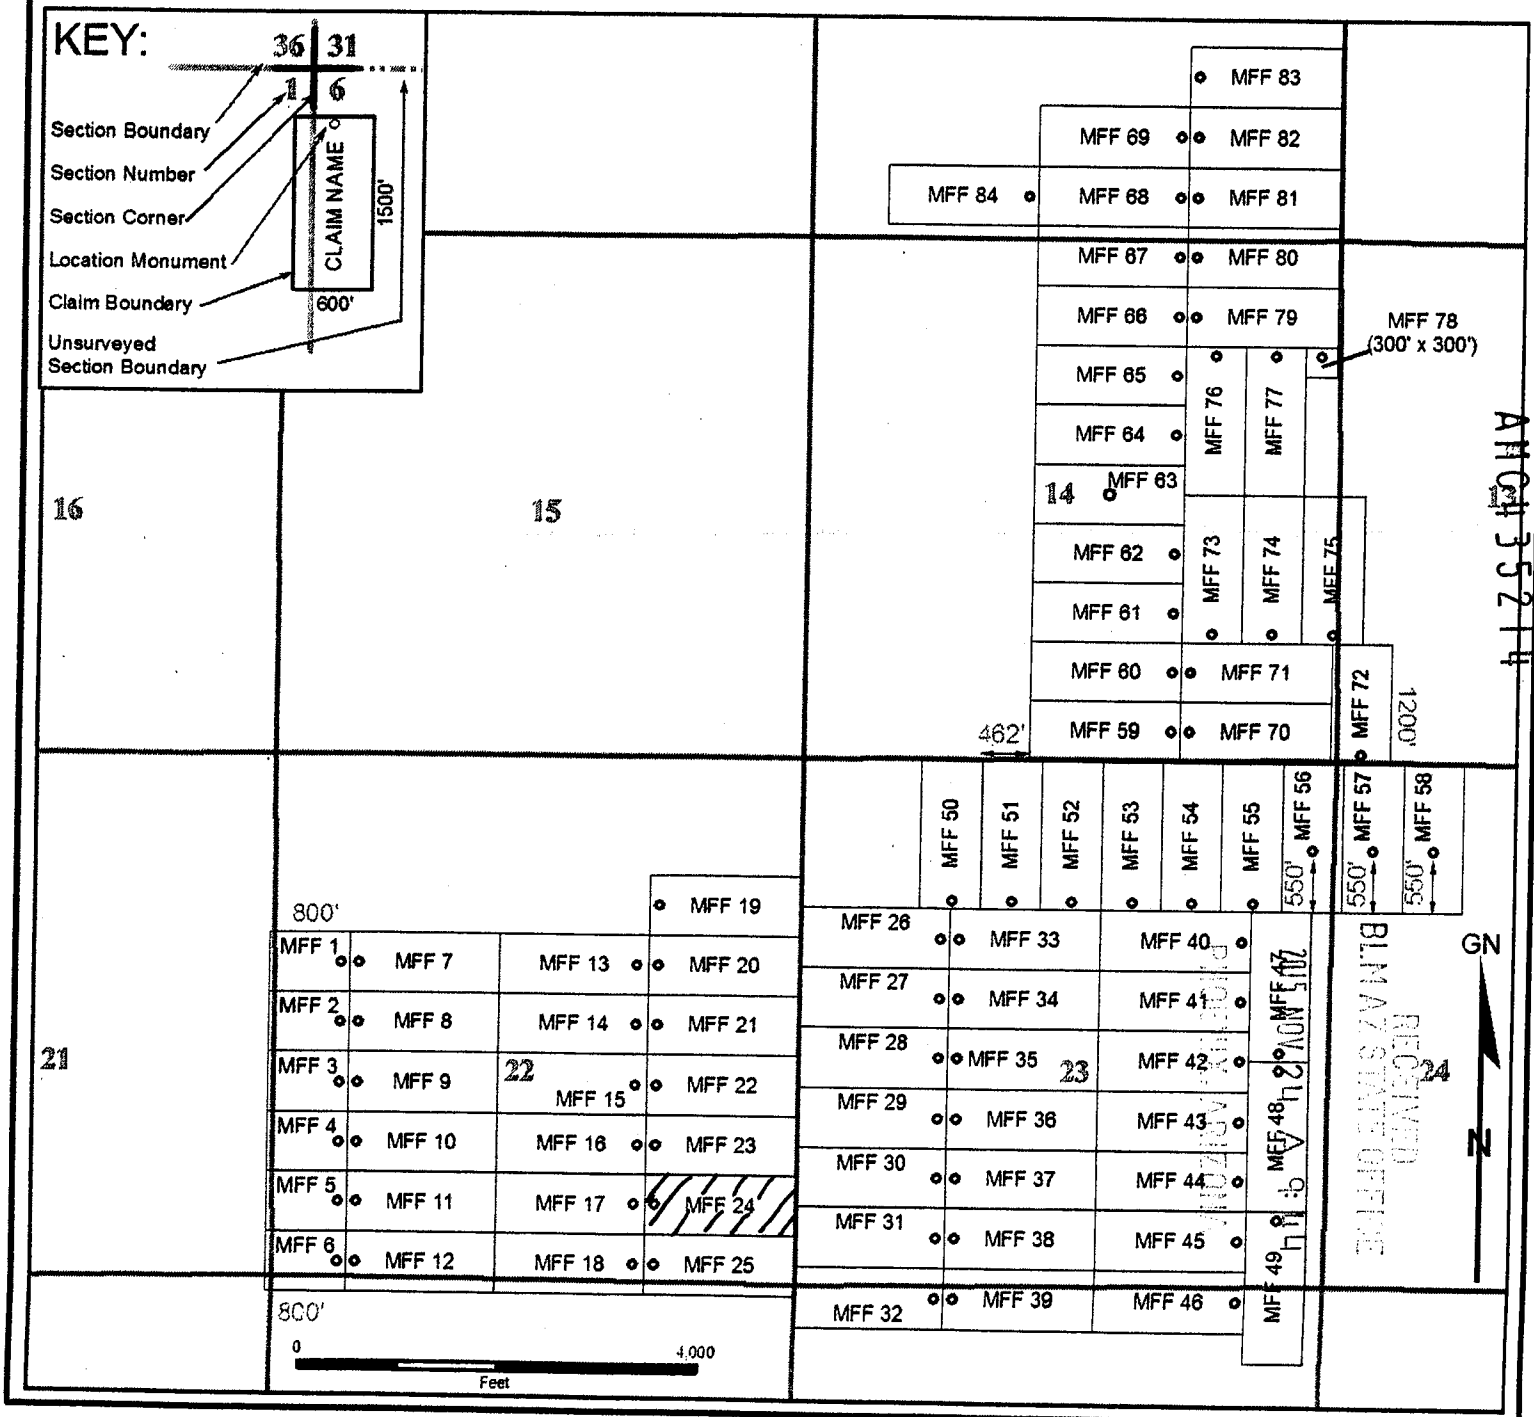 KEY:
36 31
1 6
Section Boundary
Section Number
Section Corner
Location Monument
Claim Boundary
Unsurveyed
Section Boundary
CLAIM NAME
1500'
600'
MFF 83
MFF 69
MFF 82
MFF 84
MFF 68
MFF 81
MFF 67
MFF 80
MFF 66
MFF 79
MFF 78
(300' x 300')
MFF 65
MFF 76
MFF 77
MFF 64
14
MFF 63
16
15
AMC435214
MFF 62
MFF 73
MFF 74
MFF 75
MFF 61
MFF 60
MFF 71
MFF 72
1200'
462'
MFF 59
MFF 70
MFF 50
MFF 51
MFF 52
MFF 53
MFF 54
MFF 55
MFF 56
MFF 57
MFF 58
550'
550'
550'
MFF 19
800'
MFF 1
MFF 7
MFF 13
MFF 20
MFF 26
MFF 33
MFF 40
MFF 47
GN
MFF 2
MFF 8
MFF 14
MFF 21
MFF 27
MFF 34
MFF 41
21
MFF 3
MFF 9
22
MFF 15
MFF 22
MFF 28
MFF 35
23
MFF 42
24
MFF 4
MFF 10
MFF 16
MFF 23
MFF 29
MFF 36
MFF 43
MFF 48
N
MFF 5
MFF 11
MFF 17
MFF 24
MFF 30
MFF 37
MFF 44
MFF 6
MFF 12
MFF 18
MFF 25
MFF 31
MFF 38
MFF 45
MFF 49
MFF 32
MFF 39
MFF 46
RECEIVED
BLM AZ STATE OFFICE
2015 NOV 24 A 9:44
PHOENIX, ARIZONA
800'
0
4,000
Feet